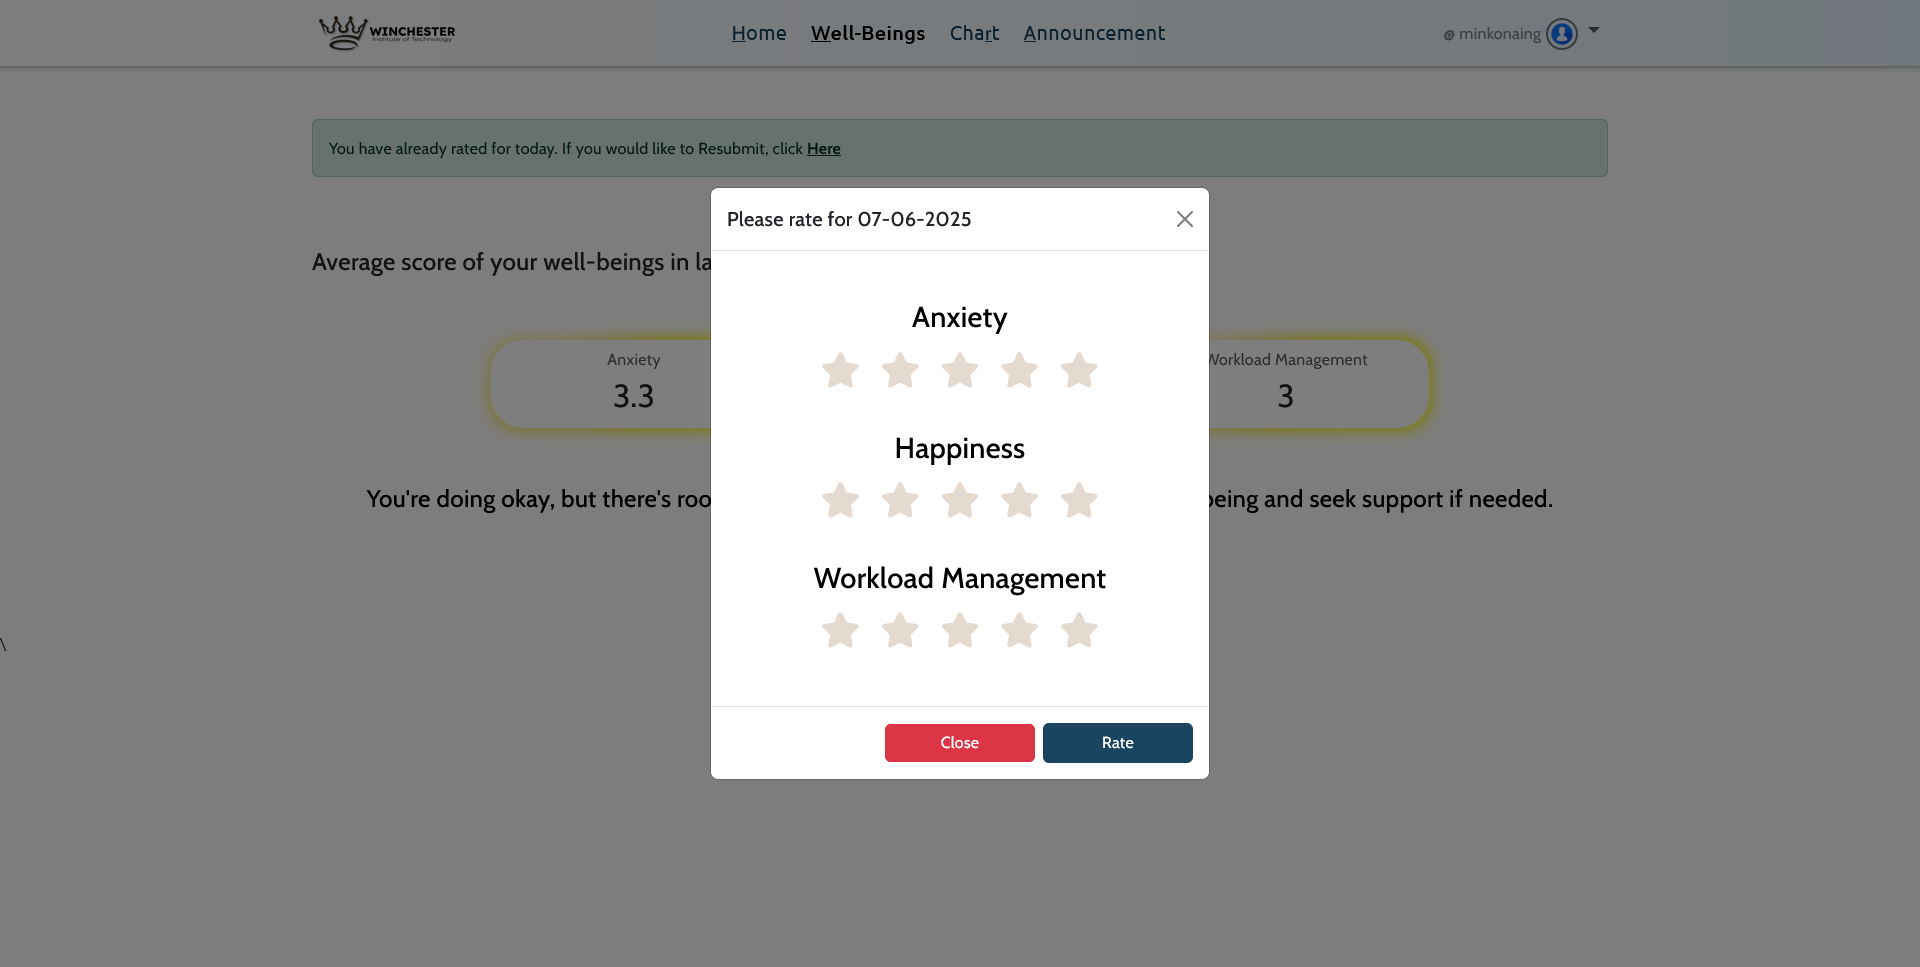 WINCHESTER
Institute of Technology
Home Well-Beings Chart Announcement
@ minkonaing
You have already rated for today. If you would like to Resubmit, click Here
Please rate for 07-06-2025
Average score of your well-beings in la
Anxiety
Anxiety
3.3
Workload Management
3
Happiness
You're doing okay, but there's roo
being and seek support if needed.
Workload Management
\
Close Rate